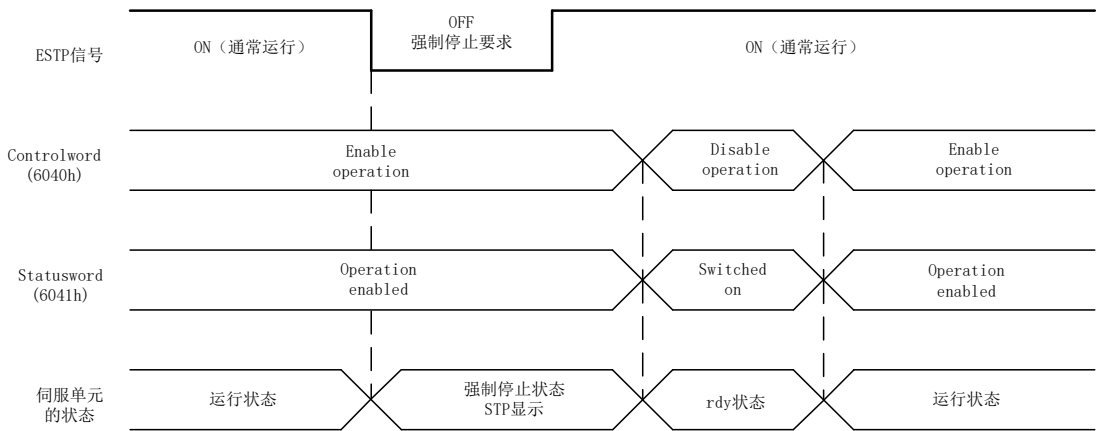 OFF
强制停止要求
ESTP信号
ON（通常运行）
ON（通常运行）
Controlword
(6040h)
Enable
operation
Disable
operation
Enable
operation
Statusword
(6041h)
Operation
enabled
Switched
on
Operation
enabled
伺服单元
的状态
运行状态
强制停止状态
STP显示
rdy状态
运行状态